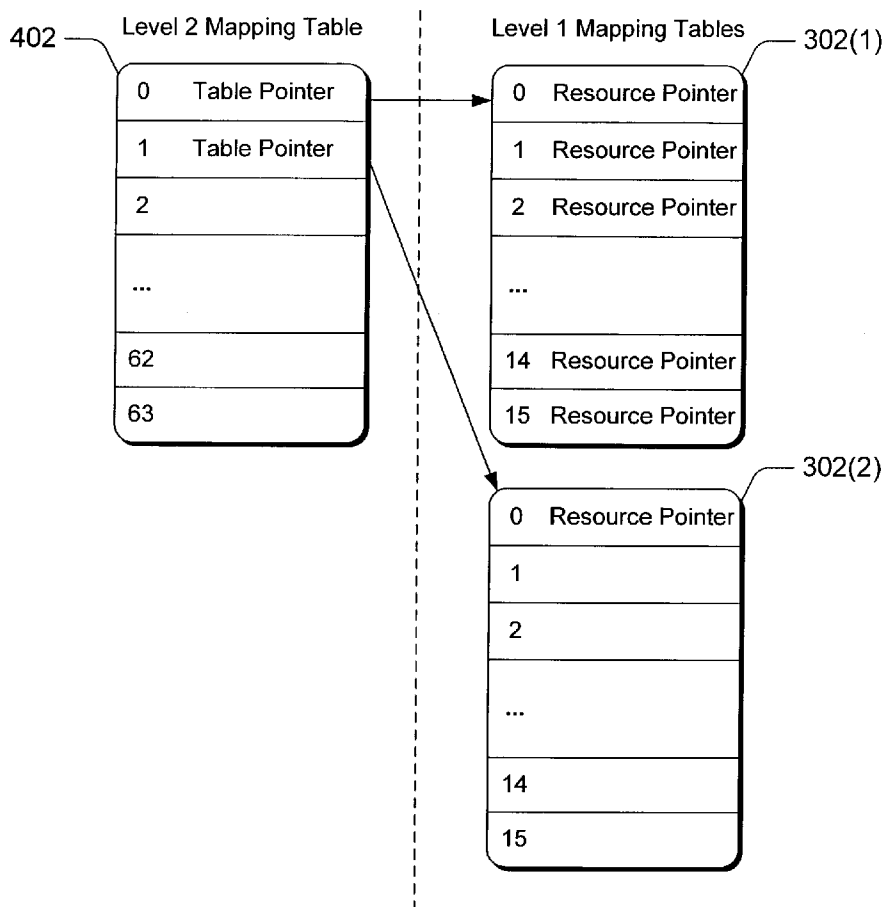 Level 2 Mapping Table
Level 1 Mapping Tables
402
302(1)
0 Table Pointer
1 Table Pointer
2
...
62
63
0 Resource Pointer
1 Resource Pointer
2 Resource Pointer
...
14 Resource Pointer
15 Resource Pointer
302(2)
0 Resource Pointer
1
2
...
14
15